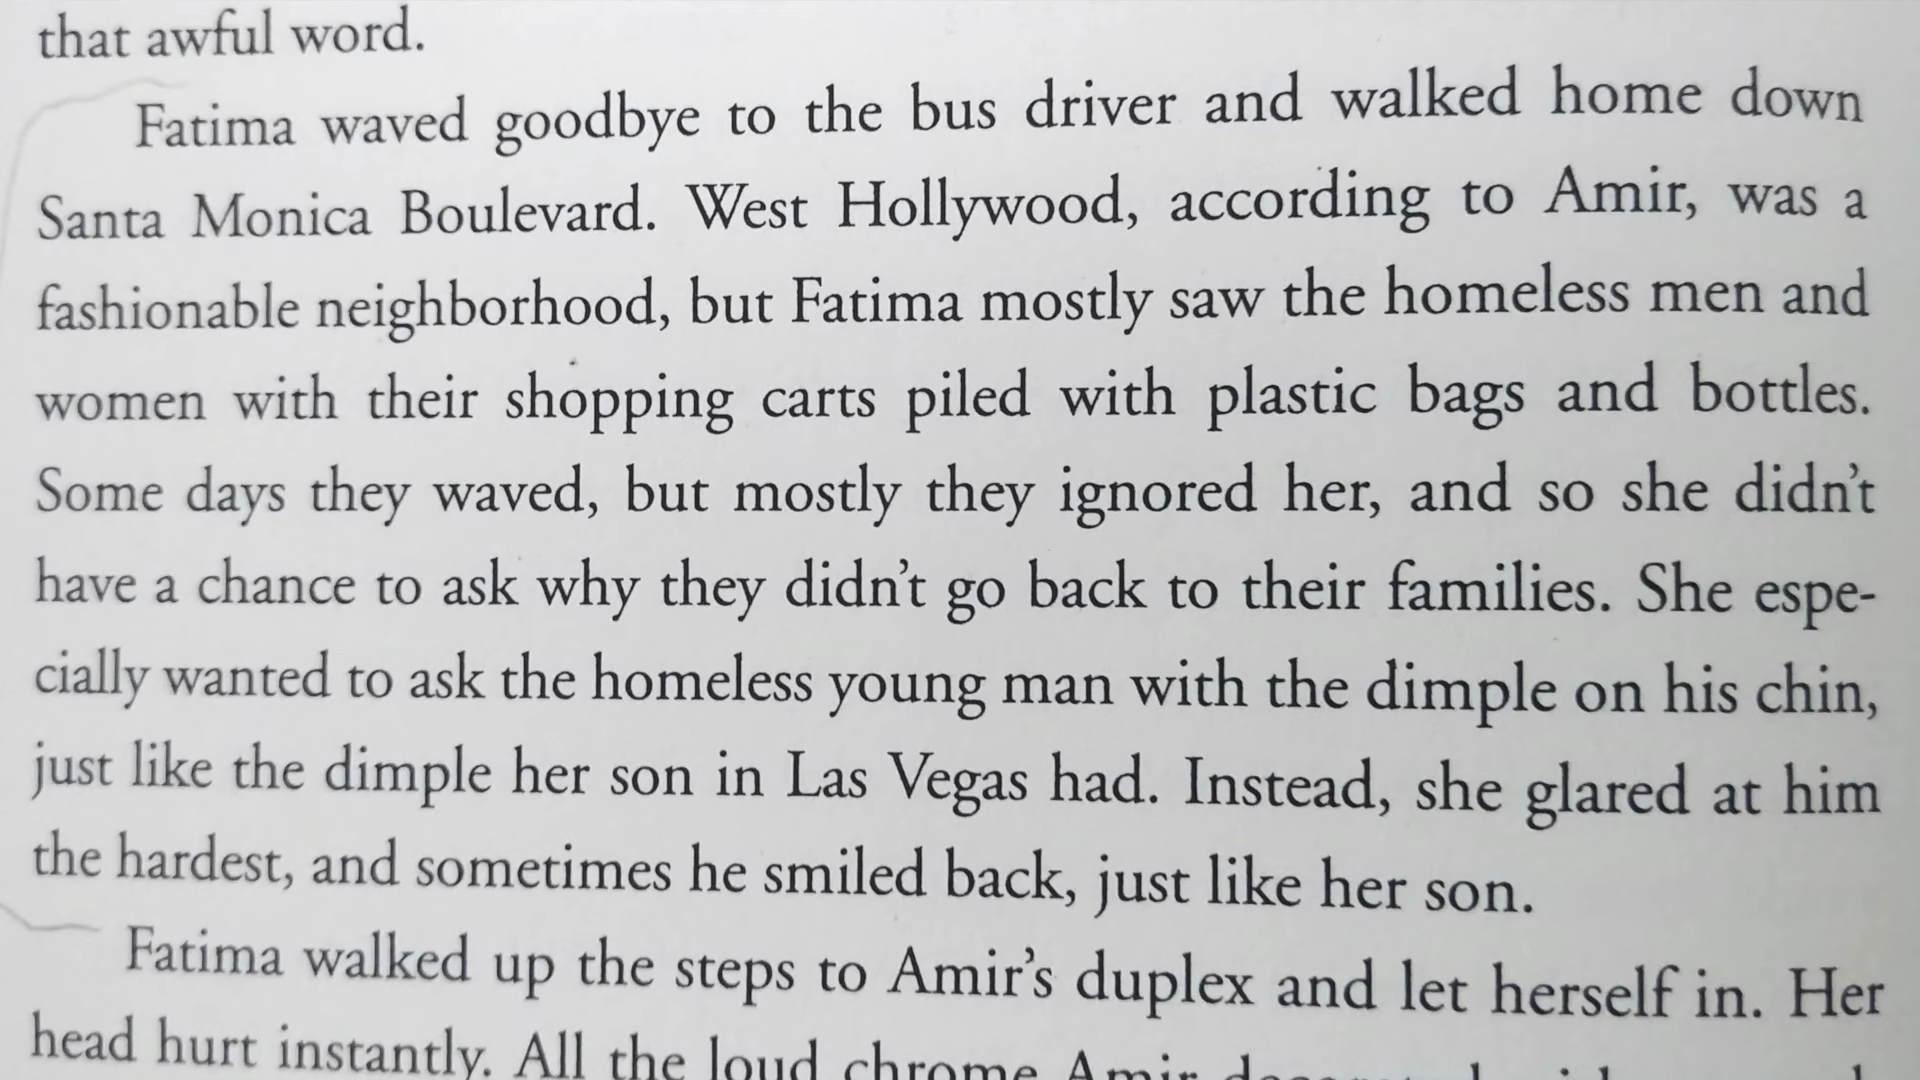 that awful word.
Fatima waved goodbye to the bus driver and walked home down
Santa Monica Boulevard. West Hollywood, according to Amir, was a
fashionable neighborhood, but Fatima mostly saw the homeless men and
women with their shopping carts piled with plastic bags and bottles.
Some days they waved, but mostly they ignored her, and so she didn’t
have a chance to ask why they didn’t go back to their families. She espe-
cially wanted to ask the homeless young man with the dimple on his chin,
just like the dimple her son in Las Vegas had. Instead, she glared at him
the hardest, and sometimes he smiled back, just like her son.
Fatima walked up the steps to Amir’s duplex and let herself in. Her
head hurt instantly. All the loud chrome Amir